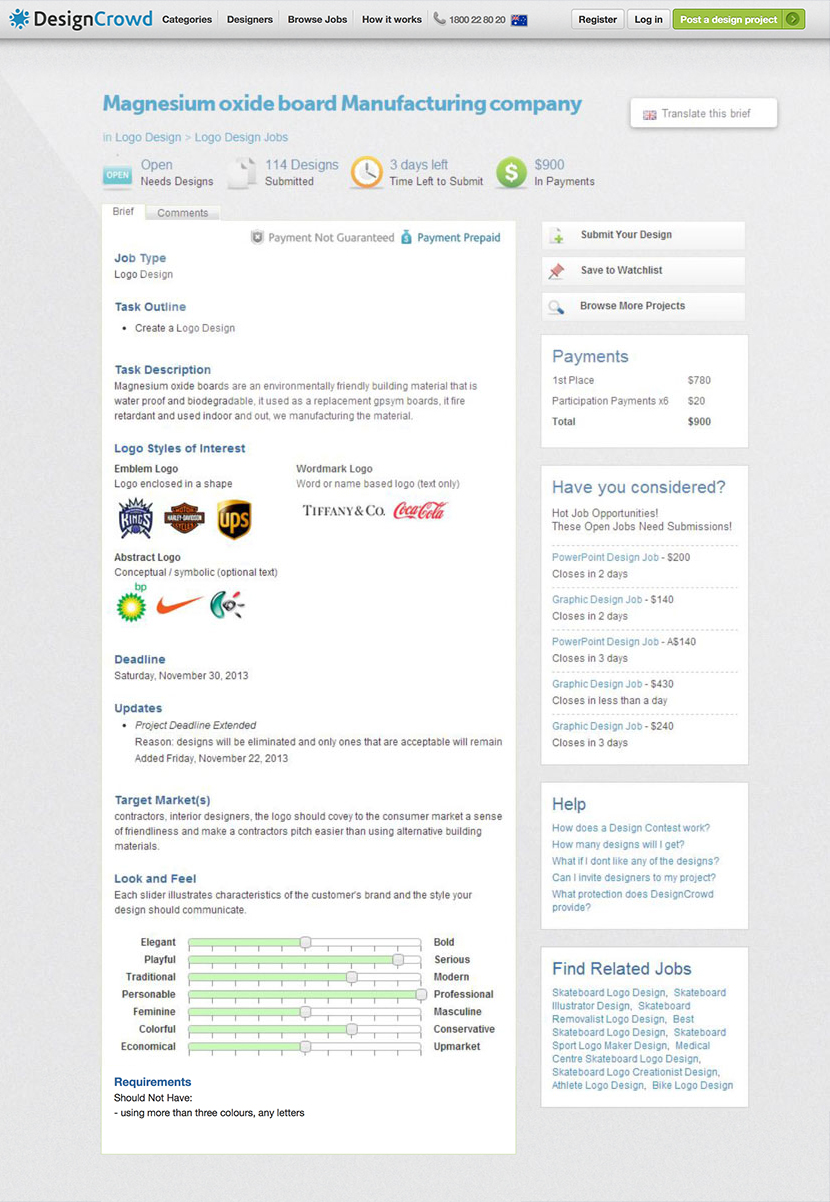 DesignCrowd Categories Designers Browse Jobs How it works 1800 22 80 20 Register Log in Post a design project
Magnesium oxide board Manufacturing company
Translate this brief
in Logo Design > Logo Design Jobs
OPEN
Open
Needs Designs
114 Designs
Submitted
3 days left
Time Left to Submit
$
$900
In Payments
Brief Comments
Payment Not Guaranteed Payment Prepaid
Job Type
Logo Design
Task Outline
• Create a Logo Design
Task Description
Magnesium oxide boards are an environmentally friendly building material that is
water proof and biodegradable, it used as a replacement gpsym boards, it fire
retardant and used indoor and out, we manufacturing the material.
Logo Styles of Interest
Emblem Logo
Logo enclosed in a shape
KINGS
MOTOR
HARLEY-DAVIDSON
CYCLES
ups
Wordmark Logo
Word or name based logo (text only)
TIFFANY & CO.
Coca-Cola
Abstract Logo
Conceptual / symbolic (optional text)
bp
Deadline
Saturday, November 30, 2013
Updates
• Project Deadline Extended
Reason: designs will be eliminated and only ones that are acceptable will remain
Added Friday, November 22, 2013
Target Market(s)
contractors, interior designers, the logo should covey to the consumer market a sense
of friendliness and make a contractors pitch easier than using alternative building
materials.
Look and Feel
Each slider illustrates characteristics of the customer's brand and the style your
design should communicate.
Elegant Bold
Playful Serious
Traditional Modern
Personable Professional
Feminine Masculine
Colorful Conservative
Economical Upmarket
Requirements
Should Not Have:
- using more than three colours, any letters
Submit Your Design
Save to Watchlist
Browse More Projects
Payments
1st Place $780
Participation Payments x6 $20
Total $900
Have you considered?
Hot Job Opportunities!
These Open Jobs Need Submissions!
PowerPoint Design Job - $200
Closes in 2 days
Graphic Design Job - $140
Closes in 2 days
PowerPoint Design Job - A$140
Closes in 3 days
Graphic Design Job - $430
Closes in less than a day
Graphic Design Job - $240
Closes in 3 days
Help
How does a Design Contest work?
How many designs will I get?
What if I dont like any of the designs?
Can I invite designers to my project?
What protection does DesignCrowd
provide?
Find Related Jobs
Skateboard Logo Design, Skateboard
Illustrator Design, Skateboard
Removalist Logo Design, Best
Skateboard Logo Design, Skateboard
Sport Logo Maker Design, Medical
Centre Skateboard Logo Design,
Skateboard Logo Creationist Design,
Athlete Logo Design, Bike Logo Design